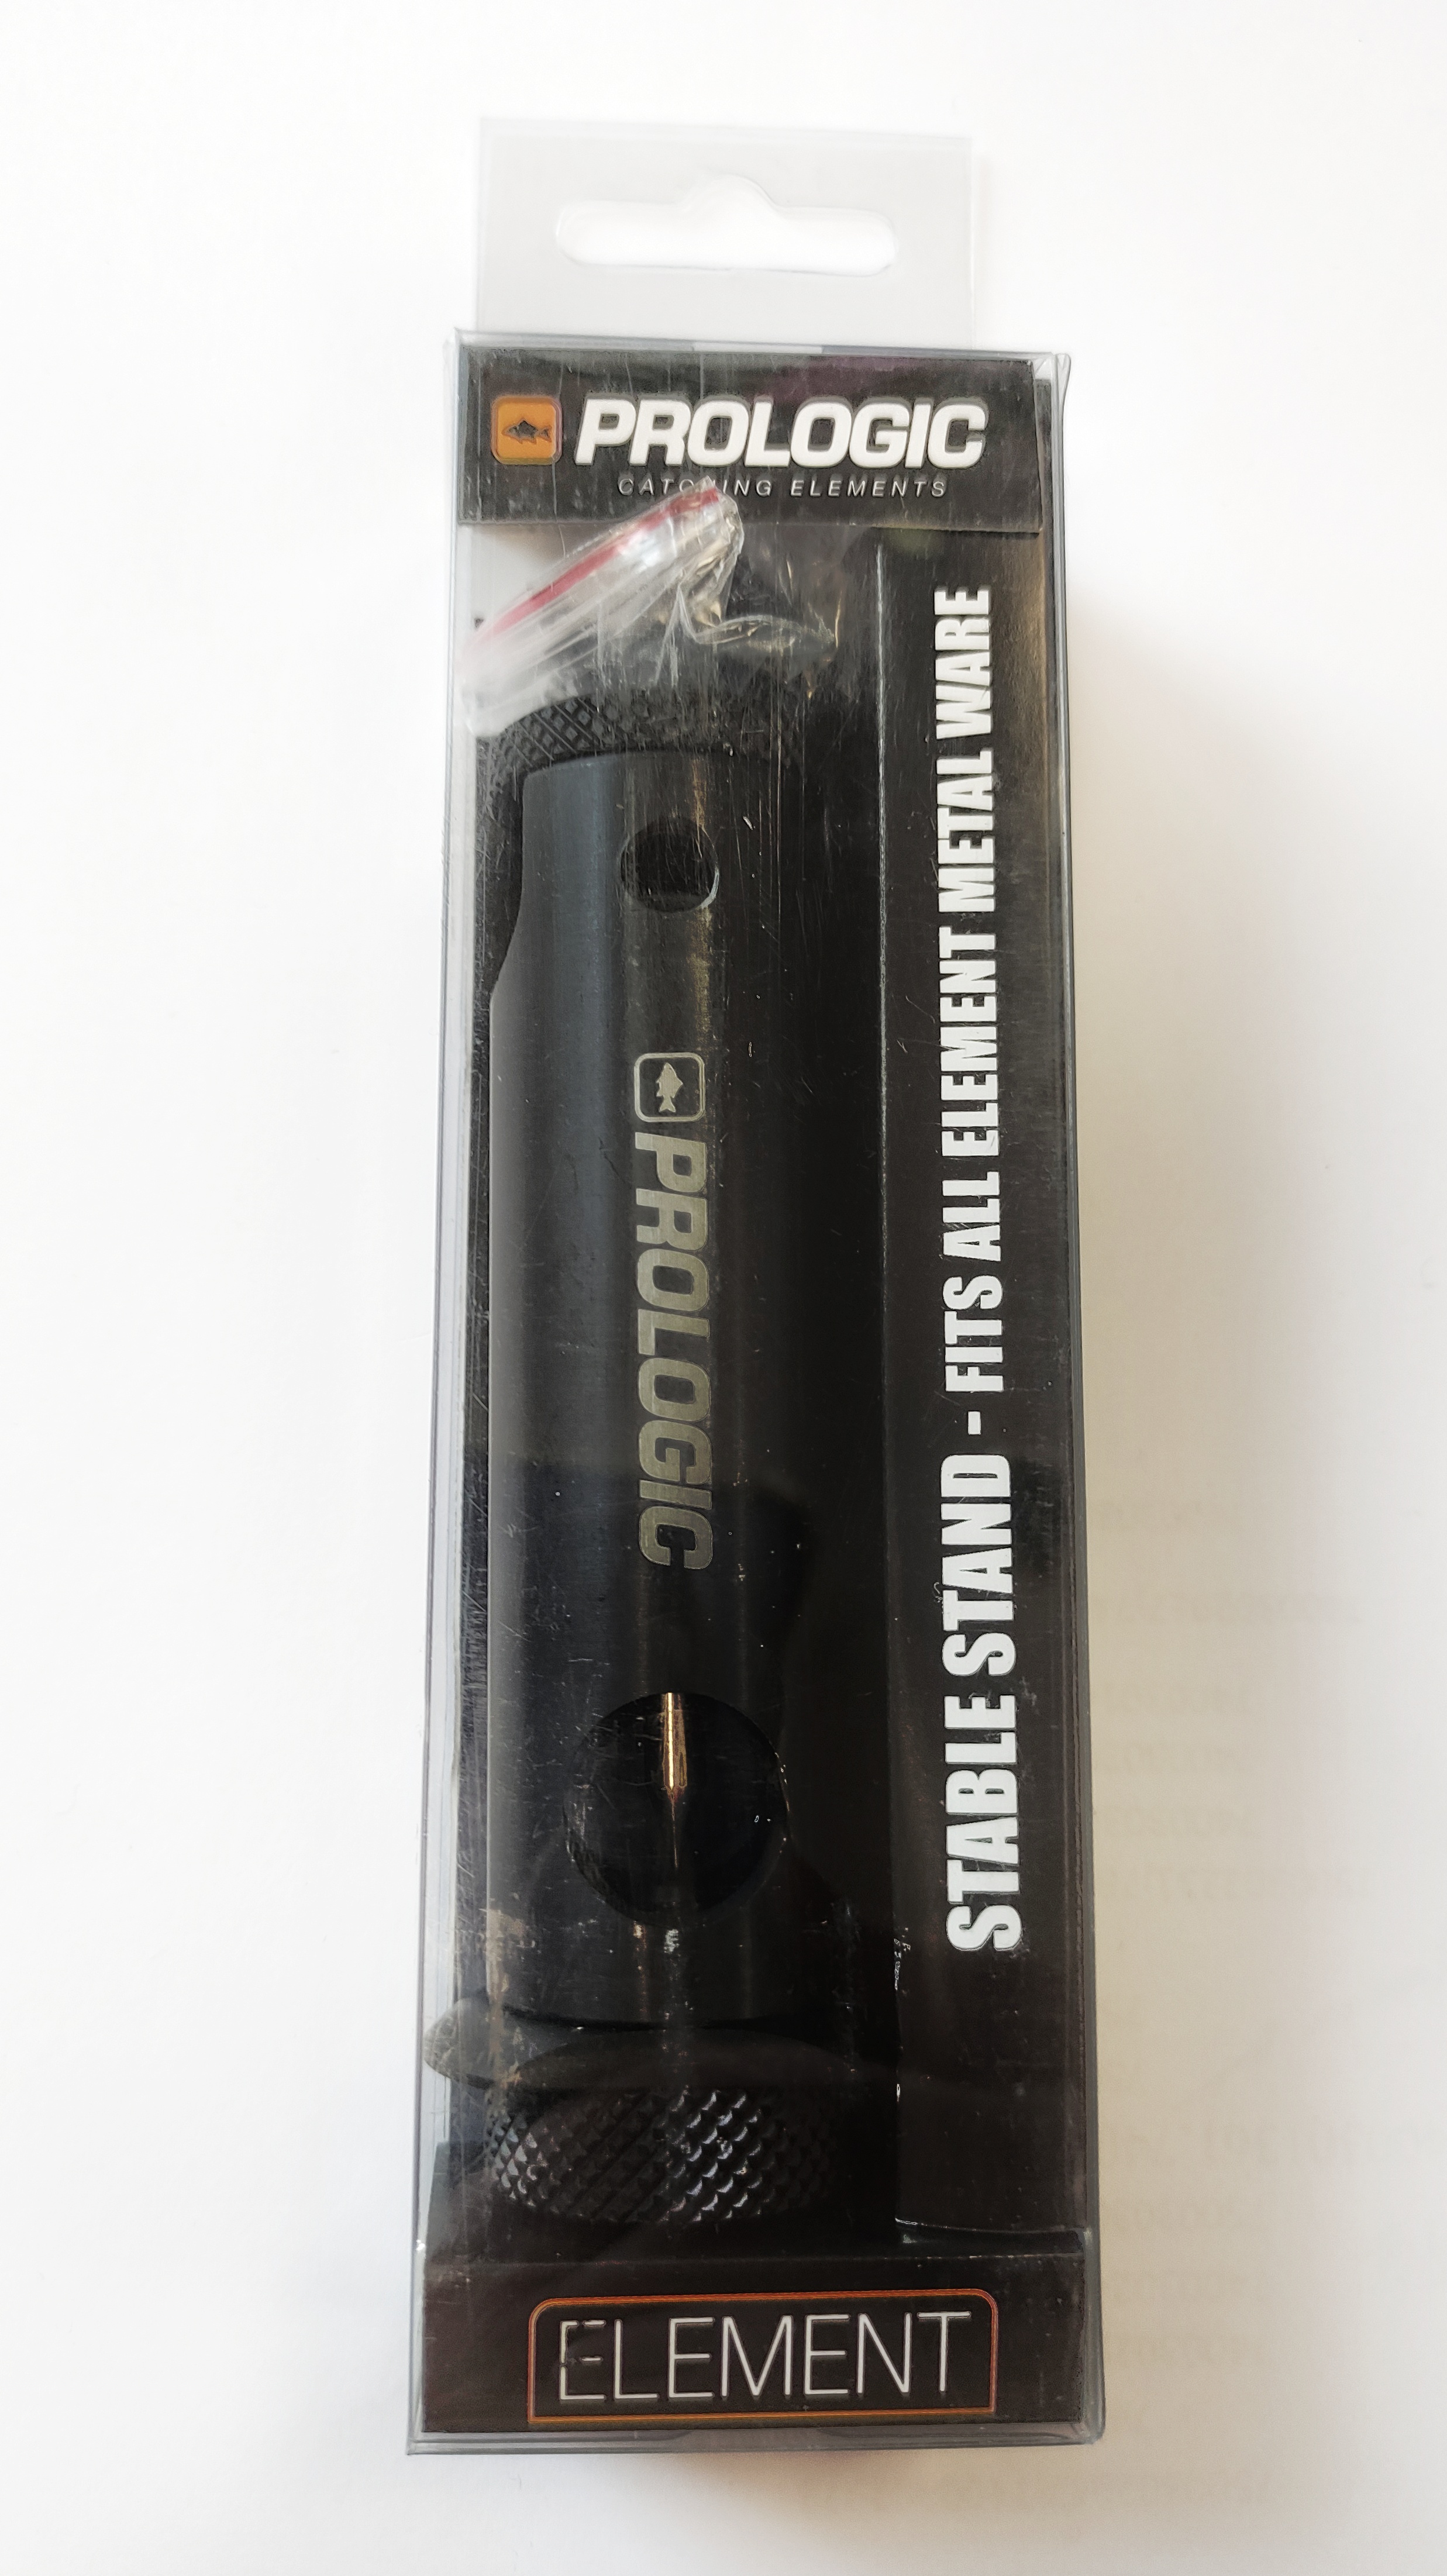 PROLOGIC
CATCHING ELEMENTS
STABLE STAND - FITS ALL ELEMENT METAL WARE
PROLOGIC
ELEMENT